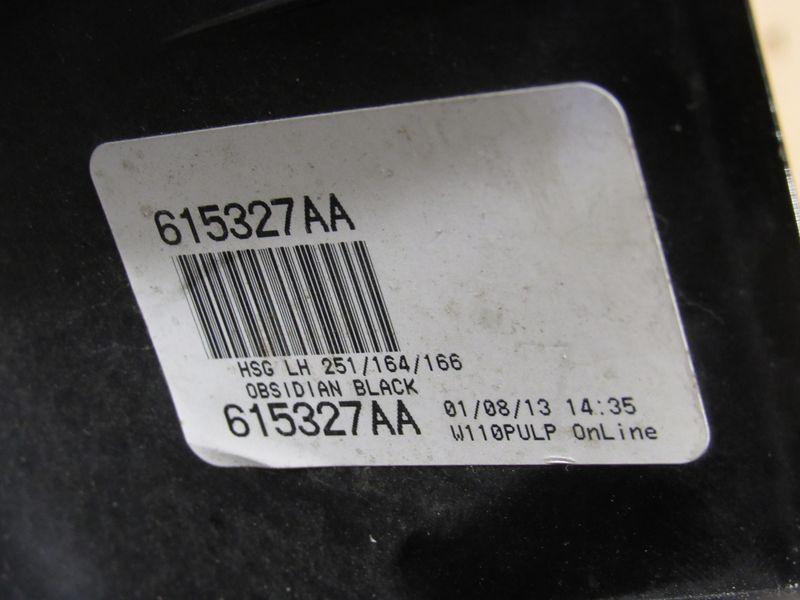 615327AA
HSG LH 251/164/166
OBSIDIAN BLACK
615327AA
01/08/13 14:35
W110PULP OnLine